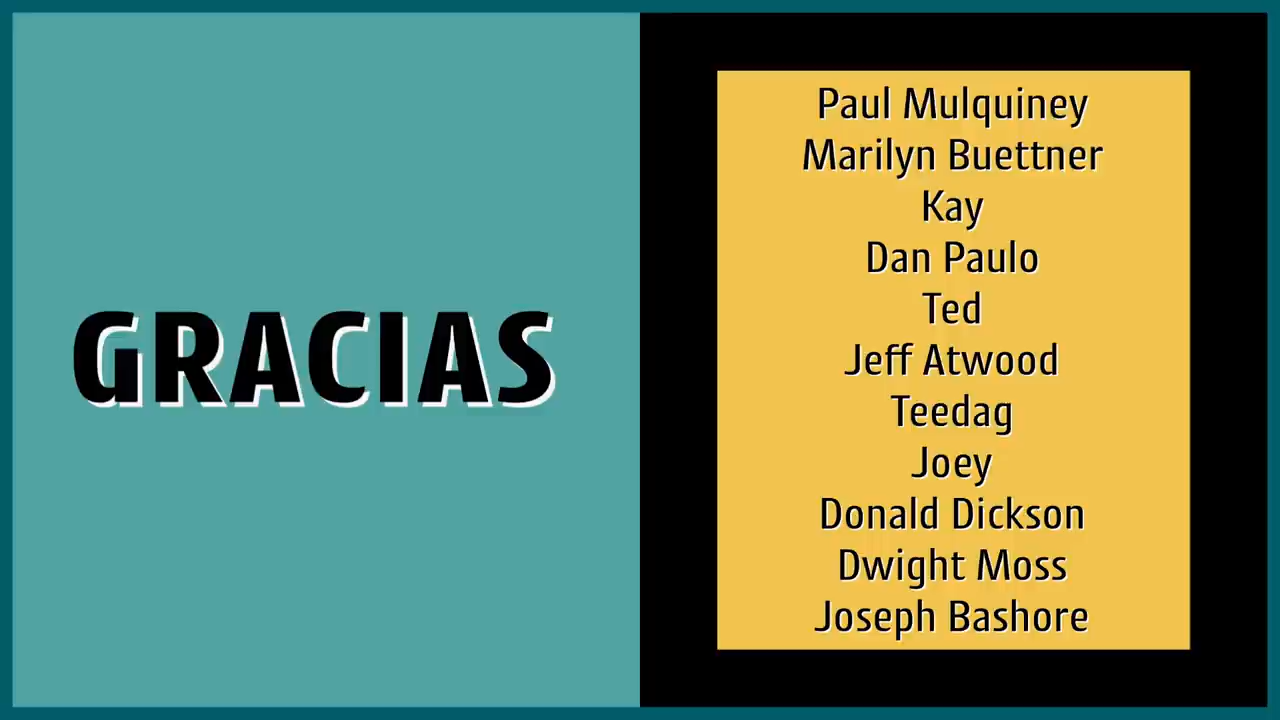 GRACIAS
Paul Mulquiney
Marilyn Buettner
Kay
Dan Paulo
Ted
Jeff Atwood
Teedag
Joey
Donald Dickson
Dwight Moss
Joseph Bashore